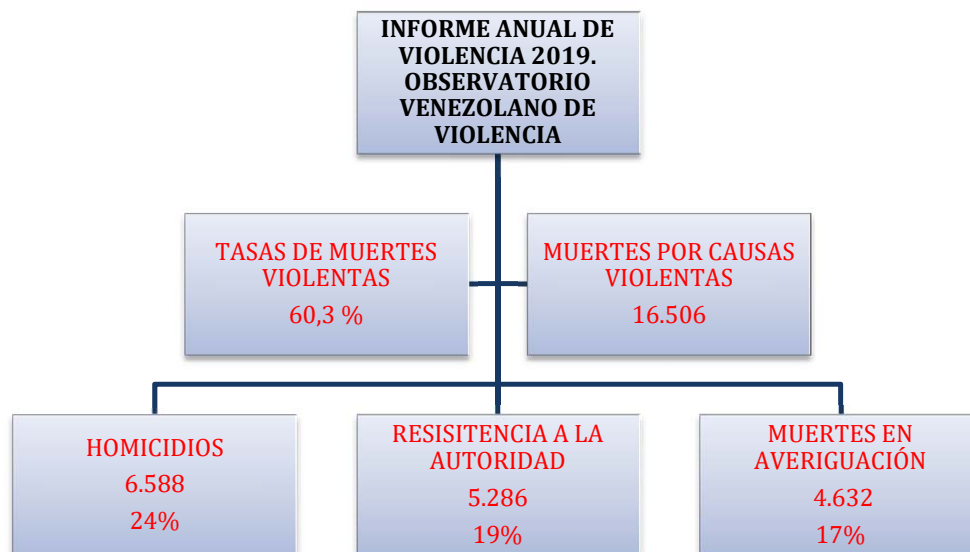 INFORME ANUAL DE
VIOLENCIA 2019.
OBSERVATORIO
VENEZOLANO DE
VIOLENCIA
TASAS DE MUERTES
VIOLENTAS
60,3 %
MUERTES POR CAUSAS
VIOLENTAS
16.506
HOMICIDIOS
6.588
24%
RESISITENCIA A LA
AUTORIDAD
5.286
19%
MUERTES EN
AVERIGUACIÓN
4.632
17%